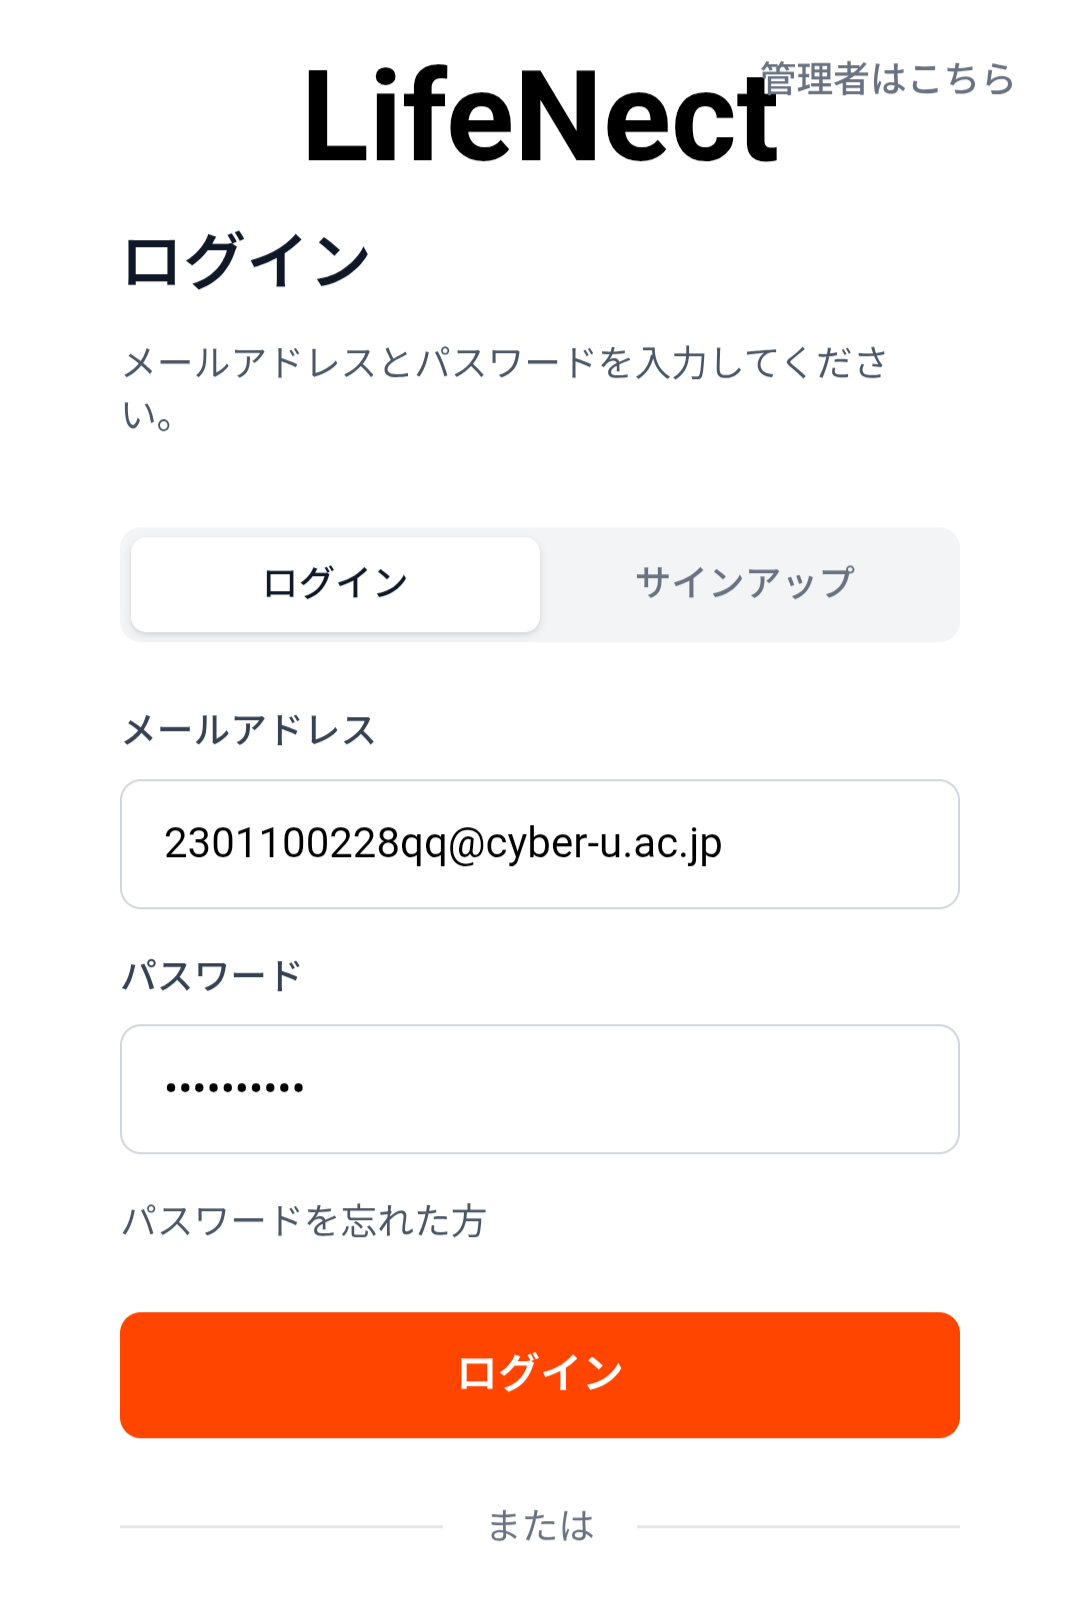 管理者はこちら
LifeNect
ログイン
メールアドレスとパスワードを入力してくださ
い。
ログイン
サインアップ
メールアドレス
2301100228qq@cyber-u.ac.jp
パスワード
••••••••••
パスワードを忘れた方
ログイン
または